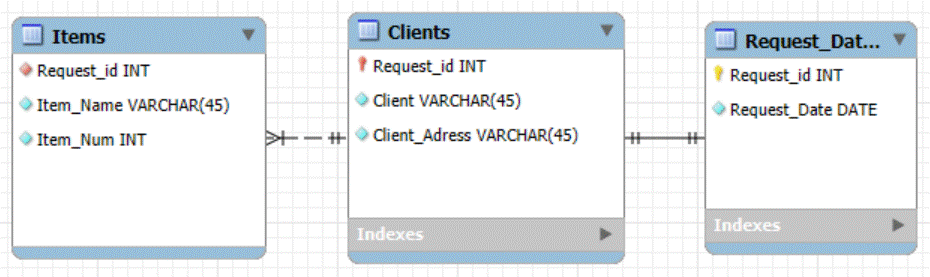 Items
Request_id INT
Item_Name VARCHAR(45)
Item_Num INT
Clients
Request_id INT
Client VARCHAR(45)
Client_Adress VARCHAR(45)
Indexes
Request_Dat...
Request_id INT
Request_Date DATE
Indexes